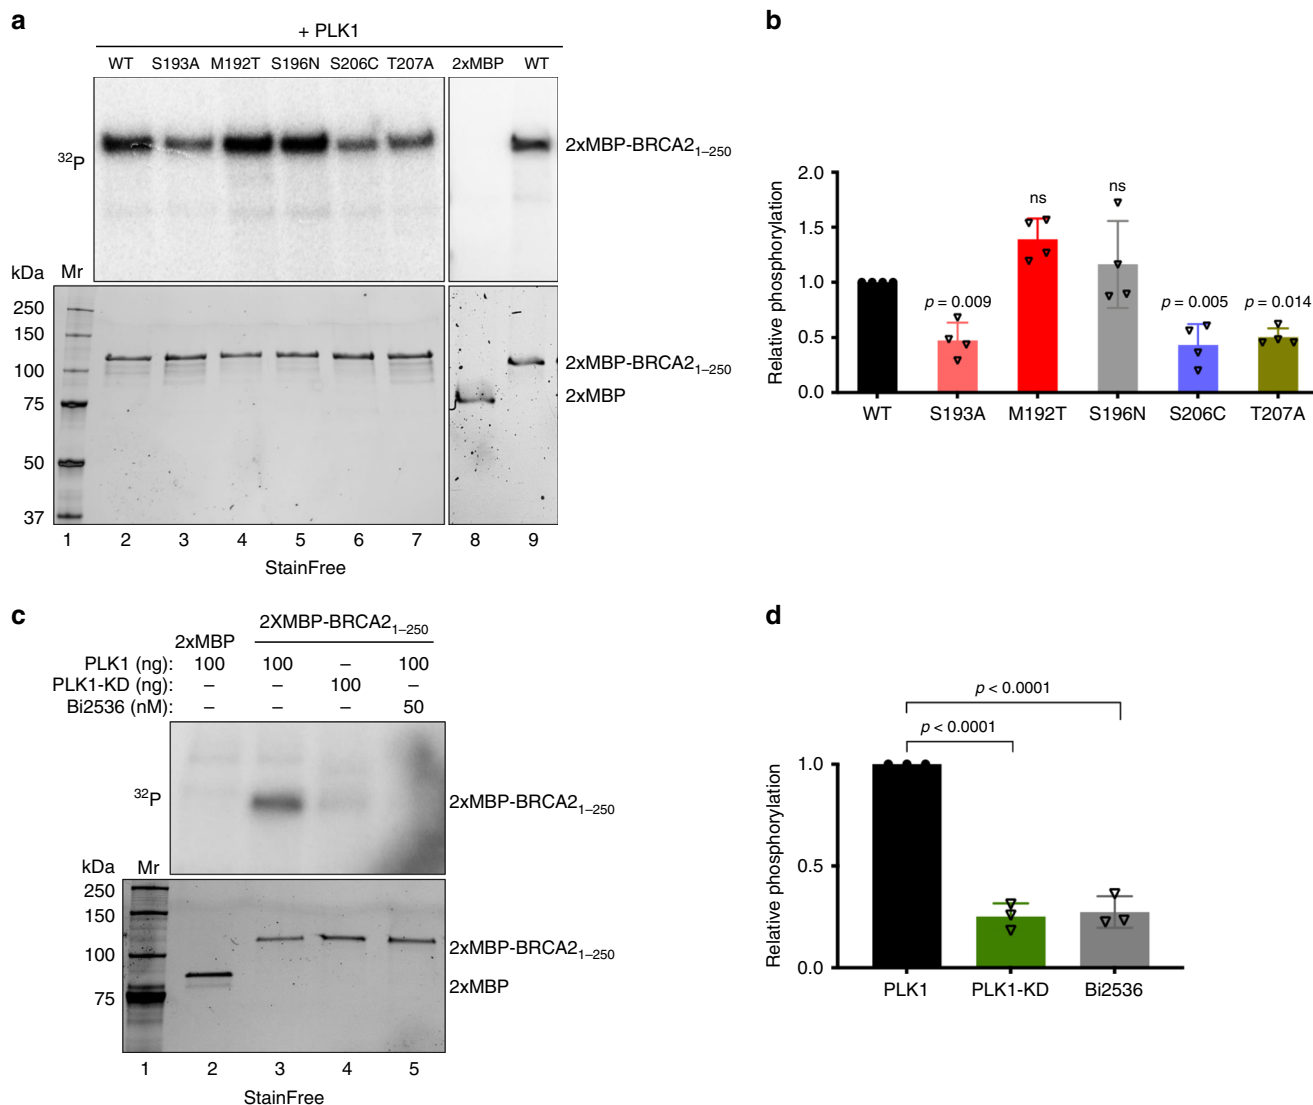 a
+ PLK1
WT S193A M192T S196N S206C T207A 2xMBP WT
32P
2xMBP-BRCA21–250
kDa Mr
250
150
100
75
50
37
2xMBP-BRCA21–250
2xMBP
1 2 3 4 5 6 7 8 9
StainFree
b
Relative phosphorylation
2.0
1.5
1.0
0.5
0.0
p = 0.009
ns
ns
p = 0.005
p = 0.014
WT S193A M192T S196N S206C T207A
c
2XMBP-BRCA21–250
2xMBP
PLK1 (ng): 100 100 – 100
PLK1-KD (ng): – – 100 –
Bi2536 (nM): – – – 50
32P
2xMBP-BRCA21–250
kDa Mr
250
150
100
75
2xMBP-BRCA21–250
2xMBP
1 2 3 4 5
StainFree
d
Relative phosphorylation
p < 0.0001
p < 0.0001
1.0
0.5
0.0
PLK1 PLK1-KD Bi2536